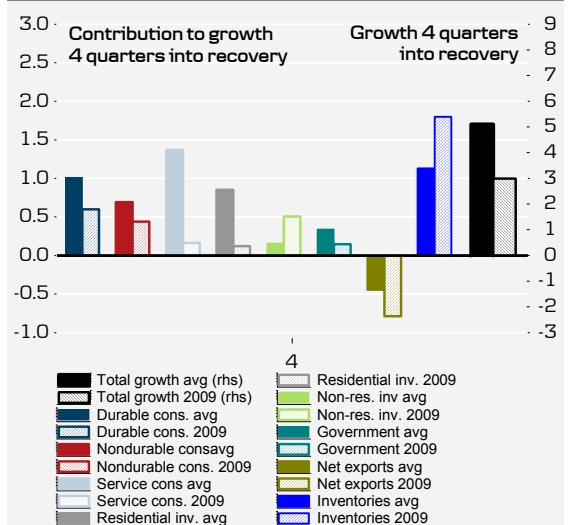 Contribution to growth
4 quarters into recovery
Growth 4 quarters
into recovery
3.0
2.5
2.0
1.5
1.0
0.5
0.0
-0.5
-1.0
9
8
7
6
5
4
3
2
1
0
-1
-2
-3
4
Total growth avg (rhs)
Total growth 2009 (rhs)
Durable cons. avg
Durable cons. 2009
Nondurable consavg
Nondurable cons. 2009
Service cons avg
Service cons. 2009
Residential inv. avg
Residential inv. 2009
Non-res. inv avg
Non-res. inv. 2009
Government avg
Government 2009
Net exports avg
Net exports 2009
Inventories avg
Inventories 2009